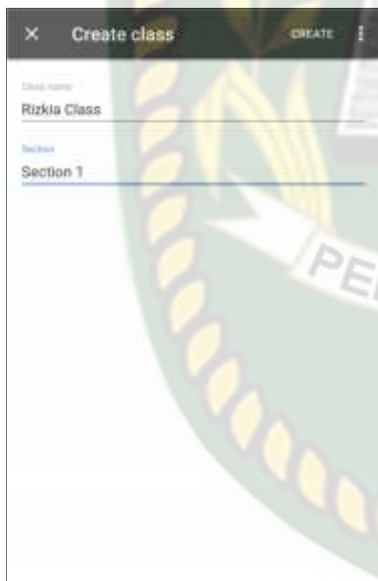 Create class
CREATE
Class name
Rizkia Class
Section
Section 1
PE